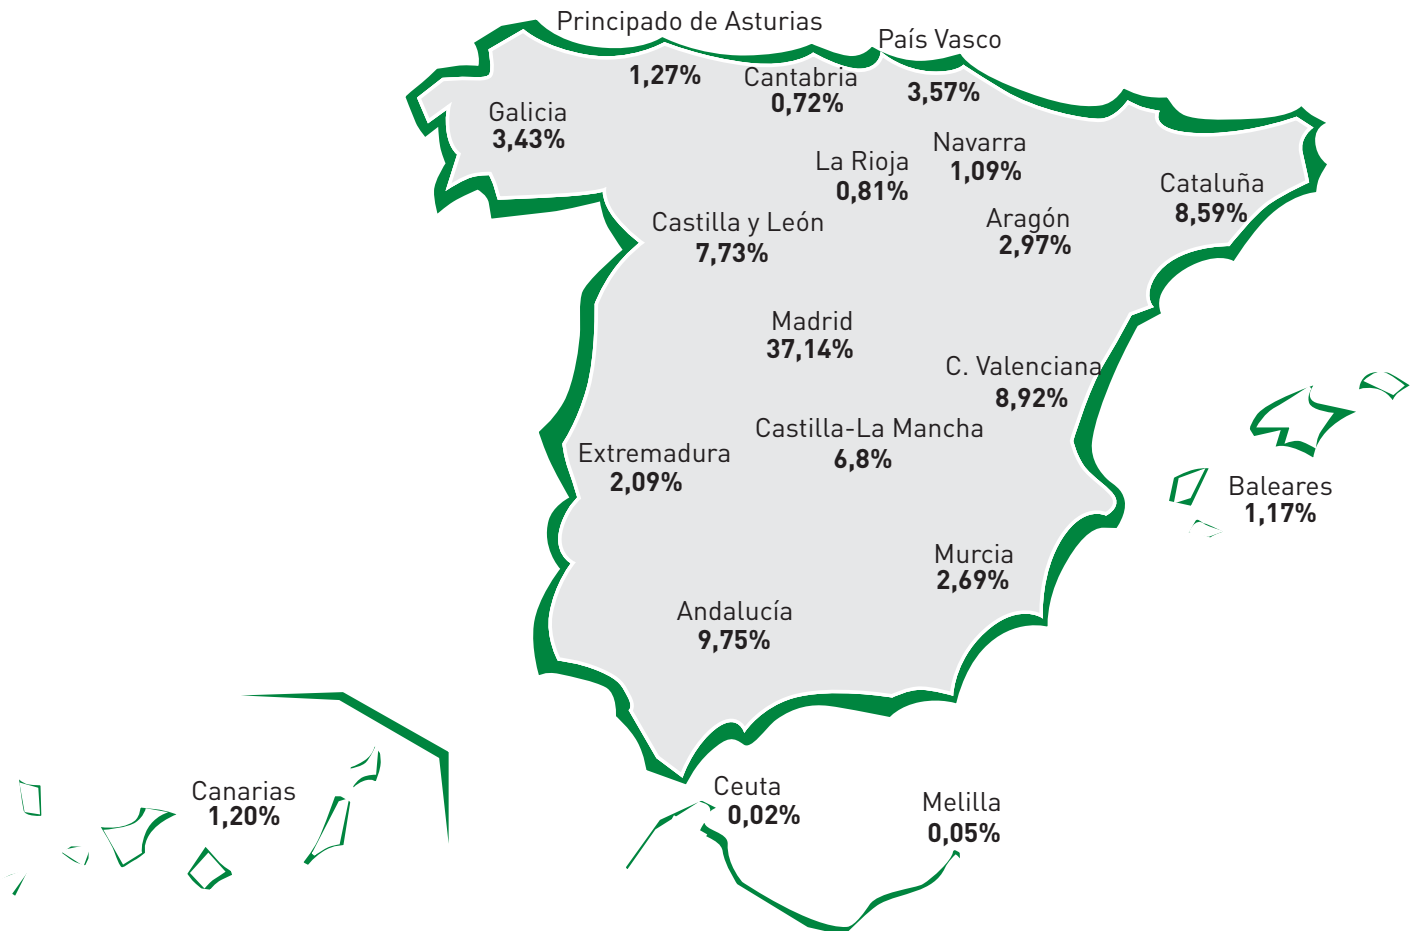 Principado de Asturias
1,27%
País Vasco
3,57%
Cantabria
0,72%
Galicia
3,43%
Navarra
1,09%
La Rioja
0,81%
Cataluña
8,59%
Castilla y León
7,73%
Aragón
2,97%
Madrid
37,14%
C. Valenciana
8,92%
Castilla-La Mancha
6,8%
Extremadura
2,09%
Baleares
1,17%
Murcia
2,69%
Andalucía
9,75%
Canarias
1,20%
Ceuta
0,02%
Melilla
0,05%